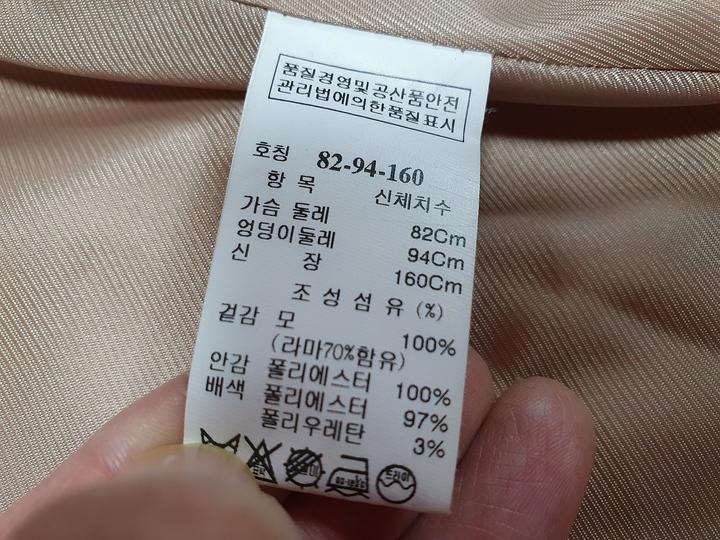 품질경영및공산품안전
관리법에의한품질표시
호칭 82-94-160
항 목 신체치수
가슴 둘레 82Cm
엉덩이둘레 94Cm
신 장 160Cm
조 성 섬 유 (%)
겉감 모 100%
(라마70%함유)
안감 폴리에스터 100%
배색 폴리에스터 97%
폴리우레탄 3%
드라이